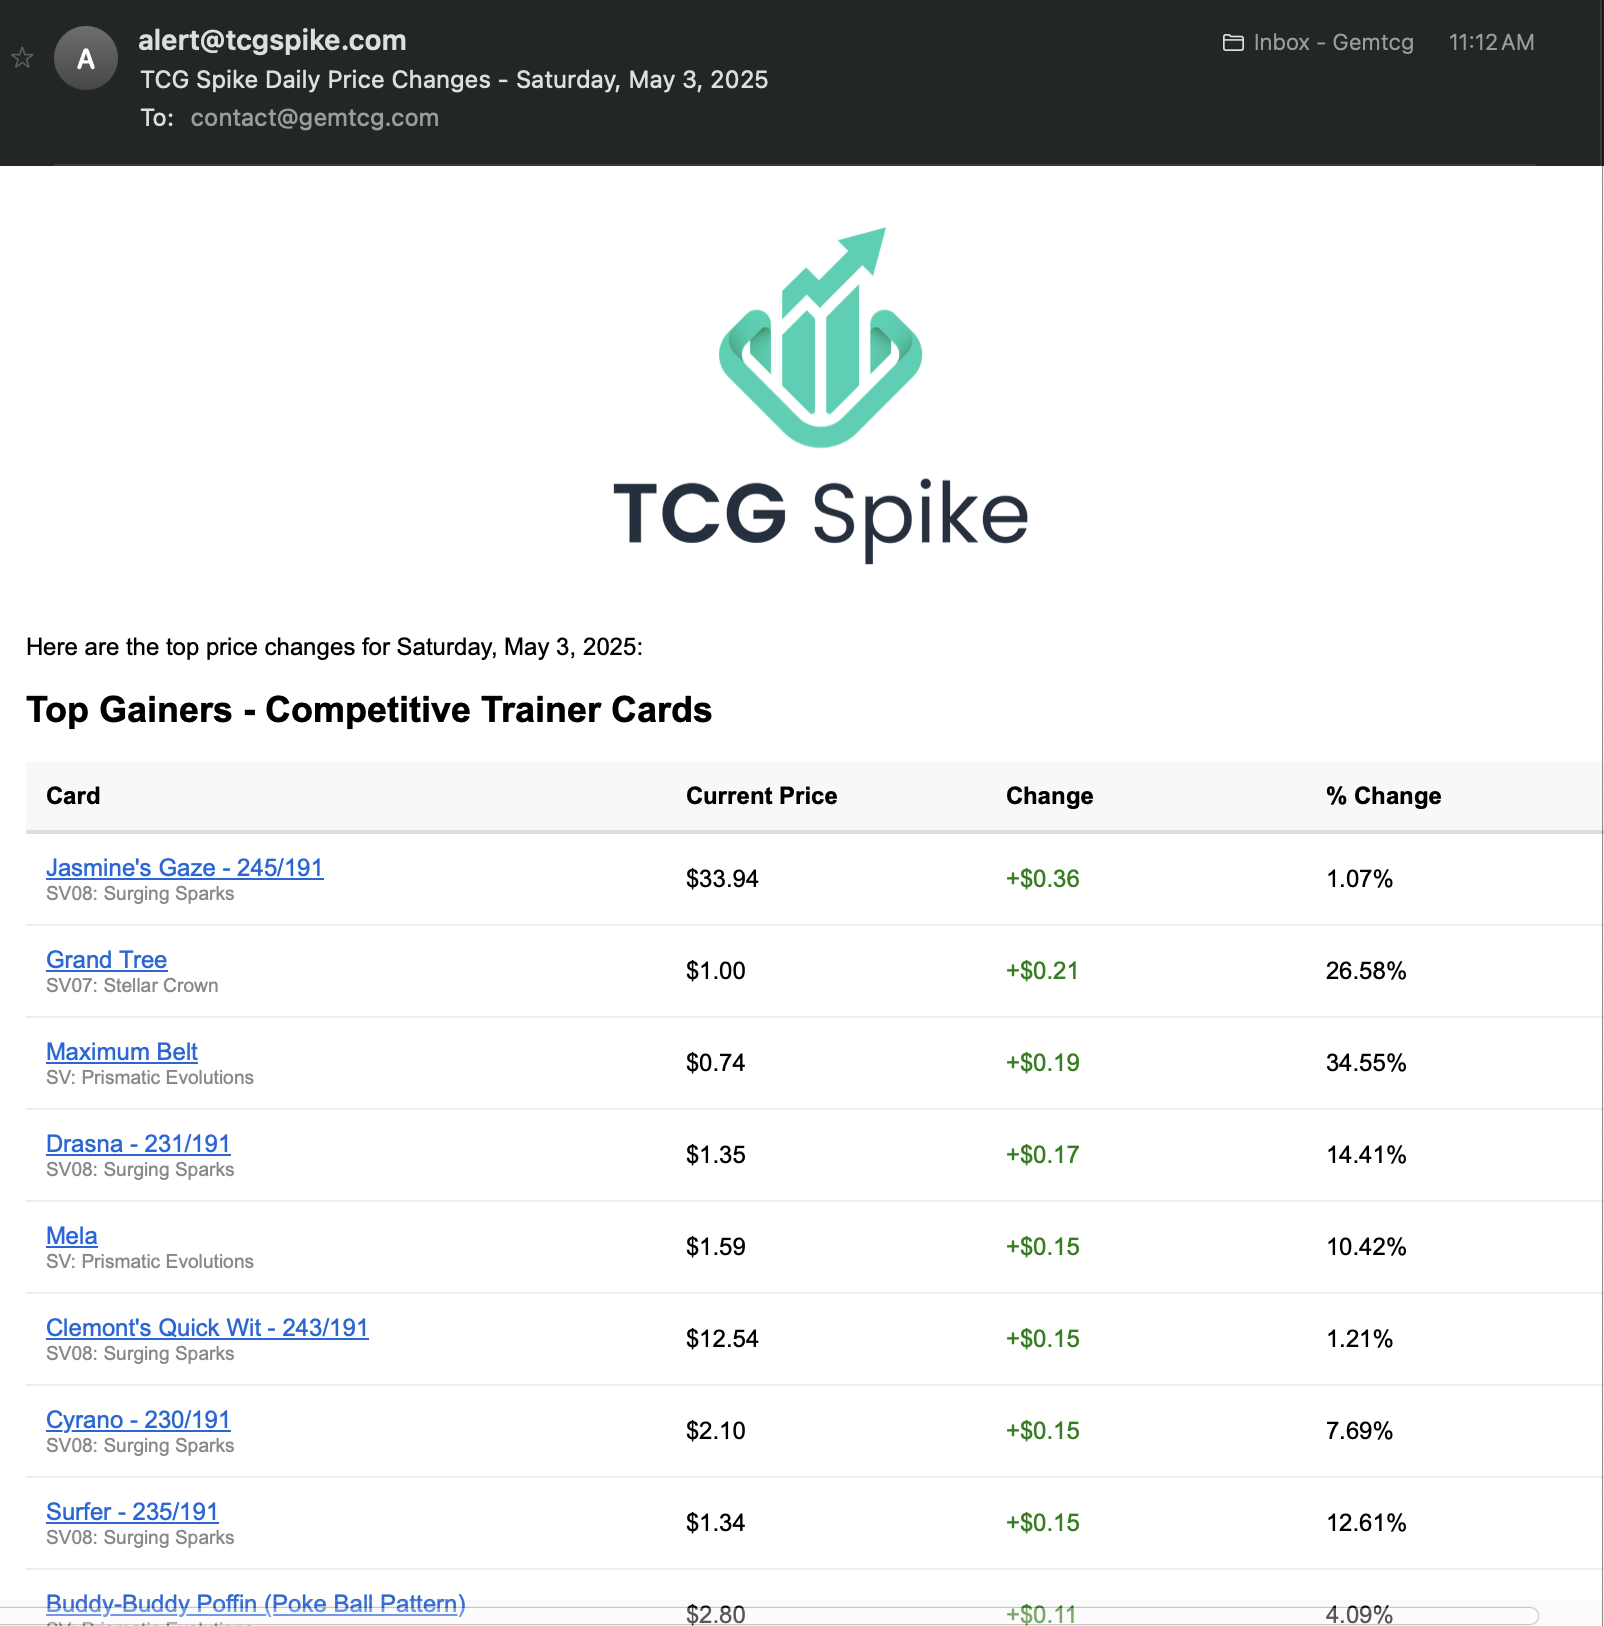 alert@tcgspike.com
Inbox - Gemtcg 11:12 AM
A
TCG Spike Daily Price Changes - Saturday, May 3, 2025
To: contact@gemtcg.com
TCG Spike
Here are the top price changes for Saturday, May 3, 2025:
Top Gainers - Competitive Trainer Cards
Card Current Price Change % Change
Jasmine's Gaze - 245/191
SV08: Surging Sparks
$33.94 +$0.36 1.07%
Grand Tree
SV07: Stellar Crown
$1.00 +$0.21 26.58%
Maximum Belt
SV: Prismatic Evolutions
$0.74 +$0.19 34.55%
Drasna - 231/191
SV08: Surging Sparks
$1.35 +$0.17 14.41%
Mela
SV: Prismatic Evolutions
$1.59 +$0.15 10.42%
Clemont's Quick Wit - 243/191
SV08: Surging Sparks
$12.54 +$0.15 1.21%
Cyrano - 230/191
SV08: Surging Sparks
$2.10 +$0.15 7.69%
Surfer - 235/191
SV08: Surging Sparks
$1.34 +$0.15 12.61%
Buddy-Buddy Poffin (Poke Ball Pattern)
$2.80 +$0.11 4.09%